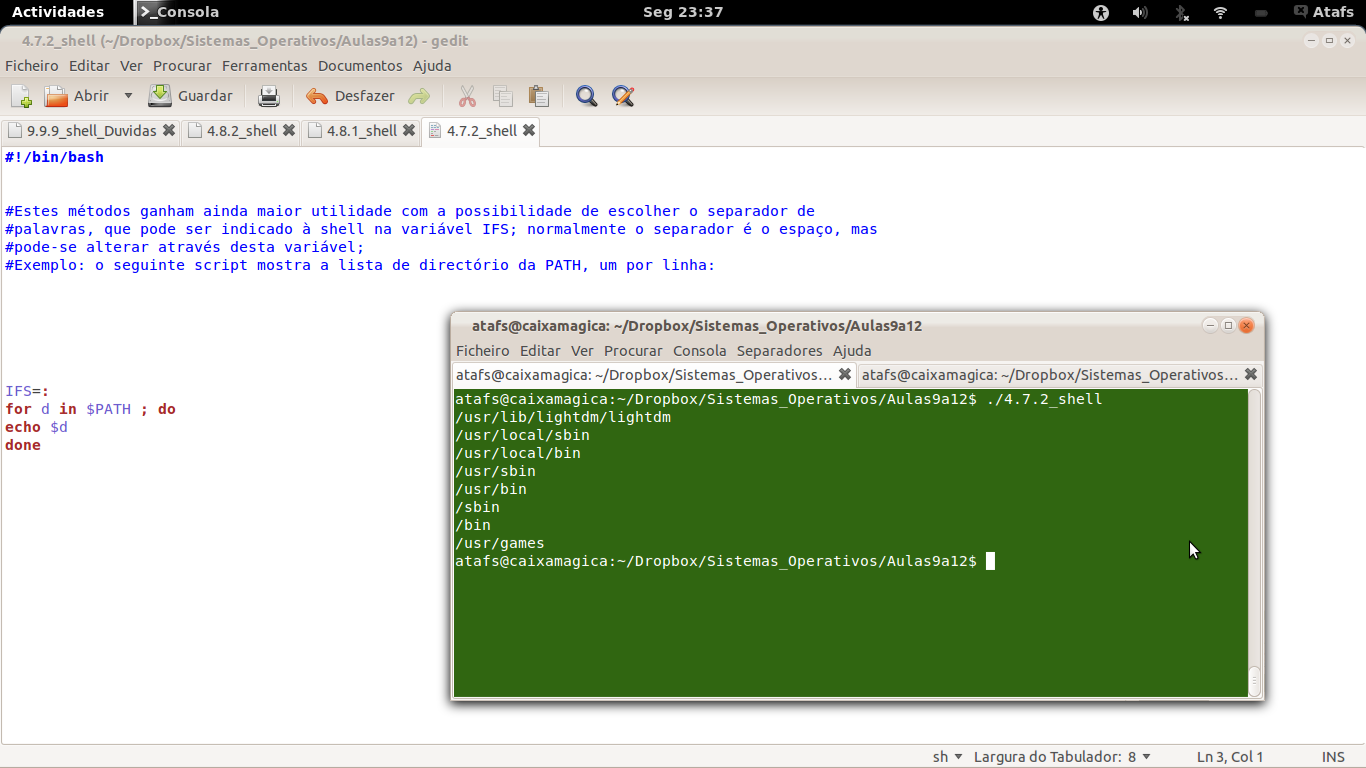 Actividades
>_Consola
Seg 23:37
Atafs
4.7.2_shell (~/Dropbox/Sistemas_Operativos/Aulas9a12) - gedit
Ficheiro Editar Ver Procurar Ferramentas Documentos Ajuda
Abrir Guardar Desfazer
9.9.9_shell_Duvidas 4.8.2_shell 4.8.1_shell 4.7.2_shell
#!/bin/bash
#Estes métodos ganham ainda maior utilidade com a possibilidade de escolher o separador de
#palavras, que pode ser indicado à shell na variável IFS; normalmente o separador é o espaço, mas
#pode-se alterar através desta variável;
#Exemplo: o seguinte script mostra a lista de directório da PATH, um por linha:
IFS=:
for d in $PATH ; do
echo $d
done
atafs@caixamagica: ~/Dropbox/Sistemas_Operativos/Aulas9a12
Ficheiro Editar Ver Procurar Consola Separadores Ajuda
atafs@caixamagica: ~/Dropbox/Sistemas_Operativos... atafs@caixamagica: ~/Dropbox/Sistemas_Operativos...
atafs@caixamagica:~/Dropbox/Sistemas_Operativos/Aulas9a12$ ./4.7.2_shell
/usr/lib/lightdm/lightdm
/usr/local/sbin
/usr/local/bin
/usr/sbin
/usr/bin
/sbin
/bin
/usr/games
atafs@caixamagica:~/Dropbox/Sistemas_Operativos/Aulas9a12$
sh Largura do Tabulador: 8 Ln 3, Col 1 INS